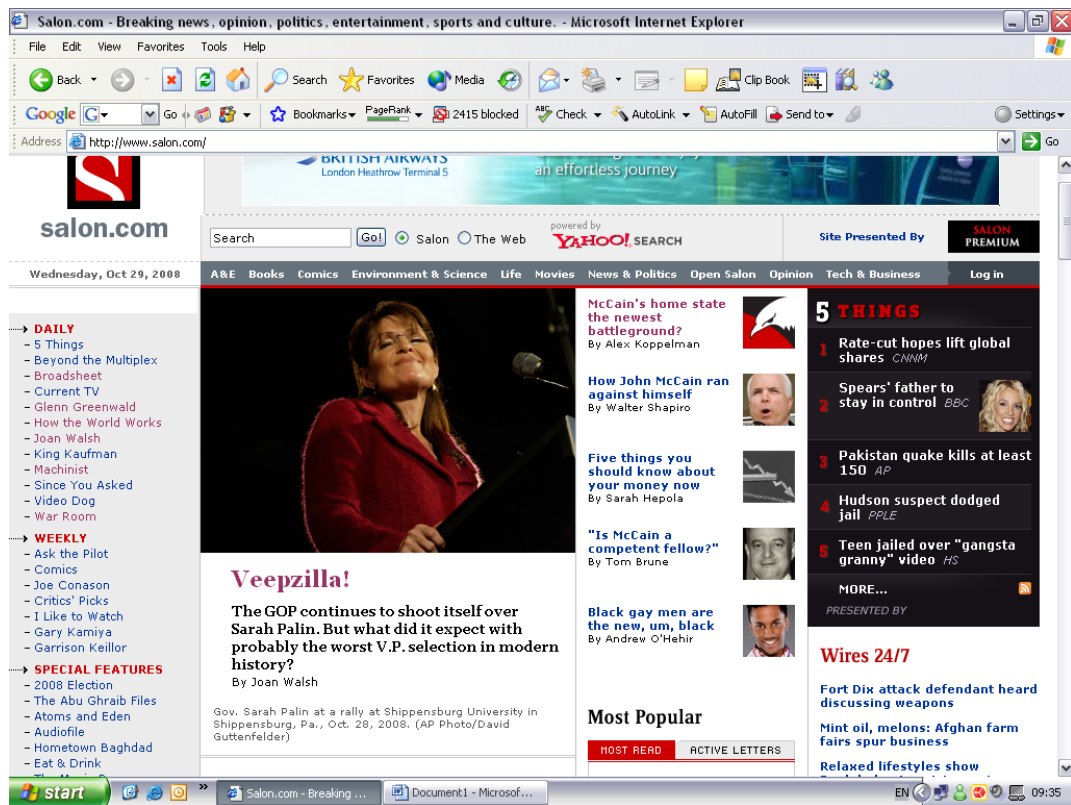 Salon.com - Breaking news, opinion, politics, entertainment, sports and culture. - Microsoft Internet Explorer
File Edit View Favorites Tools Help
Back Search Favorites Media Clip Book
Google G Go Bookmarks PageRank 2415 blocked ABC Check AutoLink AutoFill Send to Settings
Address http://www.salon.com/ Go
S
salon.com
BRITISH AIRWAYS
London Heathrow Terminal 5
an effortless journey
Search Go! Salon The Web
powered by
YAHOO! SEARCH
Site Presented By
SALON
PREMIUM
Wednesday, Oct 29, 2008
A&E Books Comics Environment & Science Life Movies News & Politics Open Salon Opinion Tech & Business Log in
DAILY
– 5 Things
– Beyond the Multiplex
– Broadsheet
– Current TV
– Glenn Greenwald
– How the World Works
– Joan Walsh
– King Kaufman
– Machinist
– Since You Asked
– Video Dog
– War Room
WEEKLY
– Ask the Pilot
– Comics
– Joe Conason
– Critics' Picks
– I Like to Watch
– Gary Kamiya
– Garrison Keillor
SPECIAL FEATURES
– 2008 Election
– The Abu Ghraib Files
– Atoms and Eden
– Audiofile
– Hometown Baghdad
– Eat & Drink
Veepzilla!
The GOP continues to shoot itself over
Sarah Palin. But what did it expect with
probably the worst V.P. selection in modern
history?
By Joan Walsh
Gov. Sarah Palin at a rally at Shippensburg University in
Shippensburg, Pa., Oct. 28, 2008. (AP Photo/David
Guttenfelder)
McCain's home state
the newest
battleground?
By Alex Koppelman
How John McCain ran
against himself
By Walter Shapiro
Five things you
should know about
your money now
By Sarah Hepola
"Is McCain a
competent fellow?"
By Tom Brune
Black gay men are
the new, um, black
By Andrew O'Hehir
Most Popular
MOST READ ACTIVE LETTERS
5 THINGS
1 Rate-cut hopes lift global
shares CNNM
2 Spears' father to
stay in control BBC
3 Pakistan quake kills at least
150 AP
4 Hudson suspect dodged
jail PPLE
5 Teen jailed over "gangsta
granny" video HS
MORE...
PRESENTED BY
Wires 24/7
Fort Dix attack defendant heard
discussing weapons
Mint oil, melons: Afghan farm
fairs spur business
Relaxed lifestyles show
start Salon.com - Breaking ... Document1 - Microsof... EN 09:35